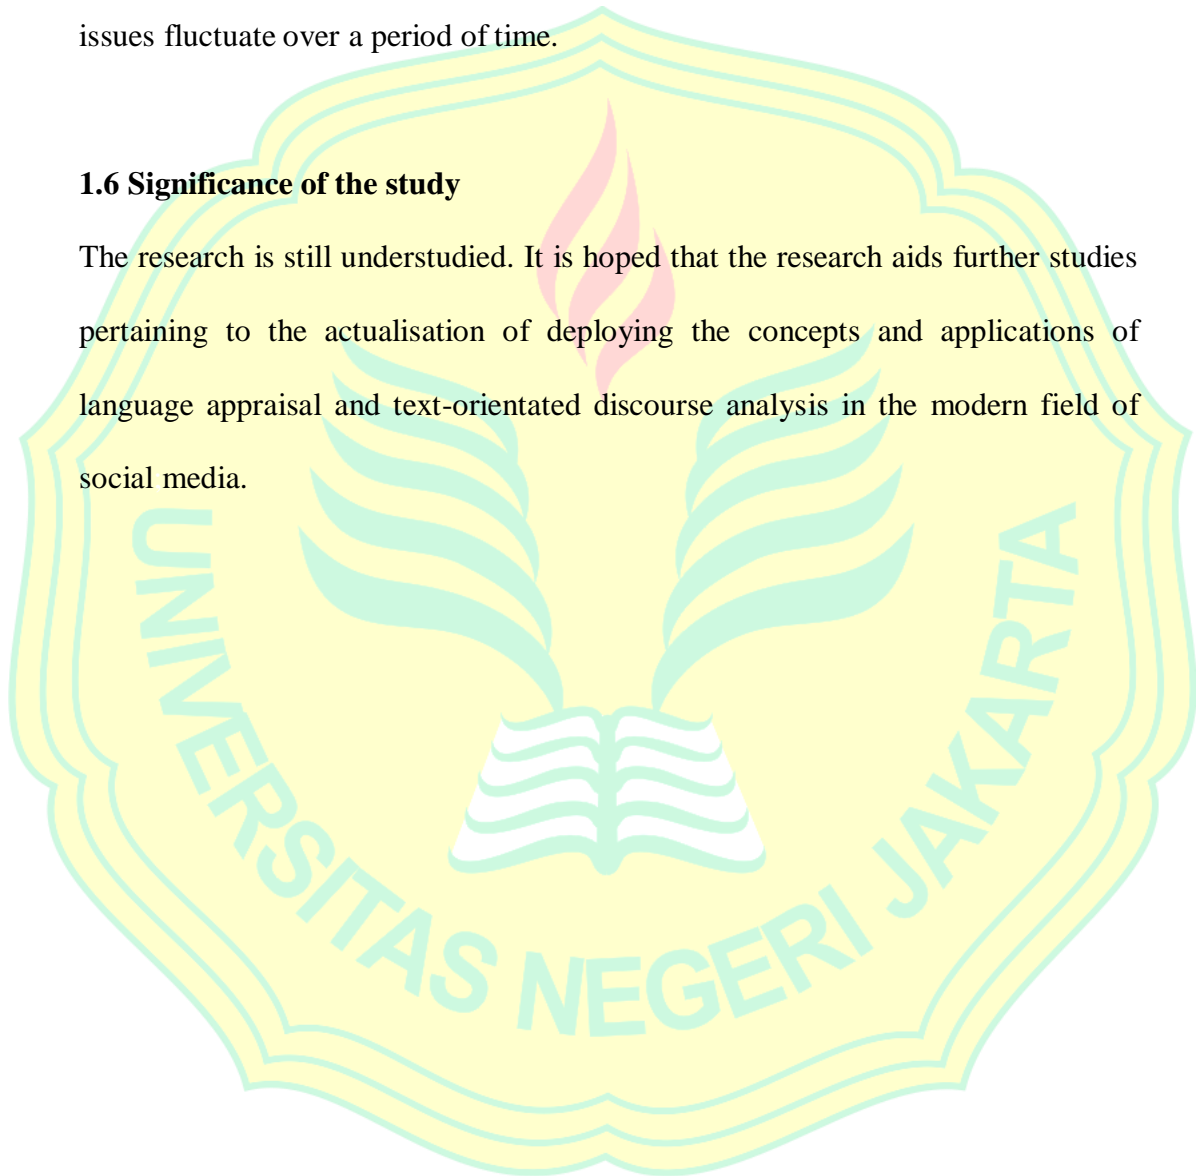 issues fluctuate over a period of time.
1.6 Significance of the study
The research is still understudied. It is hoped that the research aids further studies
pertaining to the actualisation of deploying the concepts and applications of
language appraisal and text-orientated discourse analysis in the modern field of
social media.
UNIVERSITAS NEGERI JAKARTA